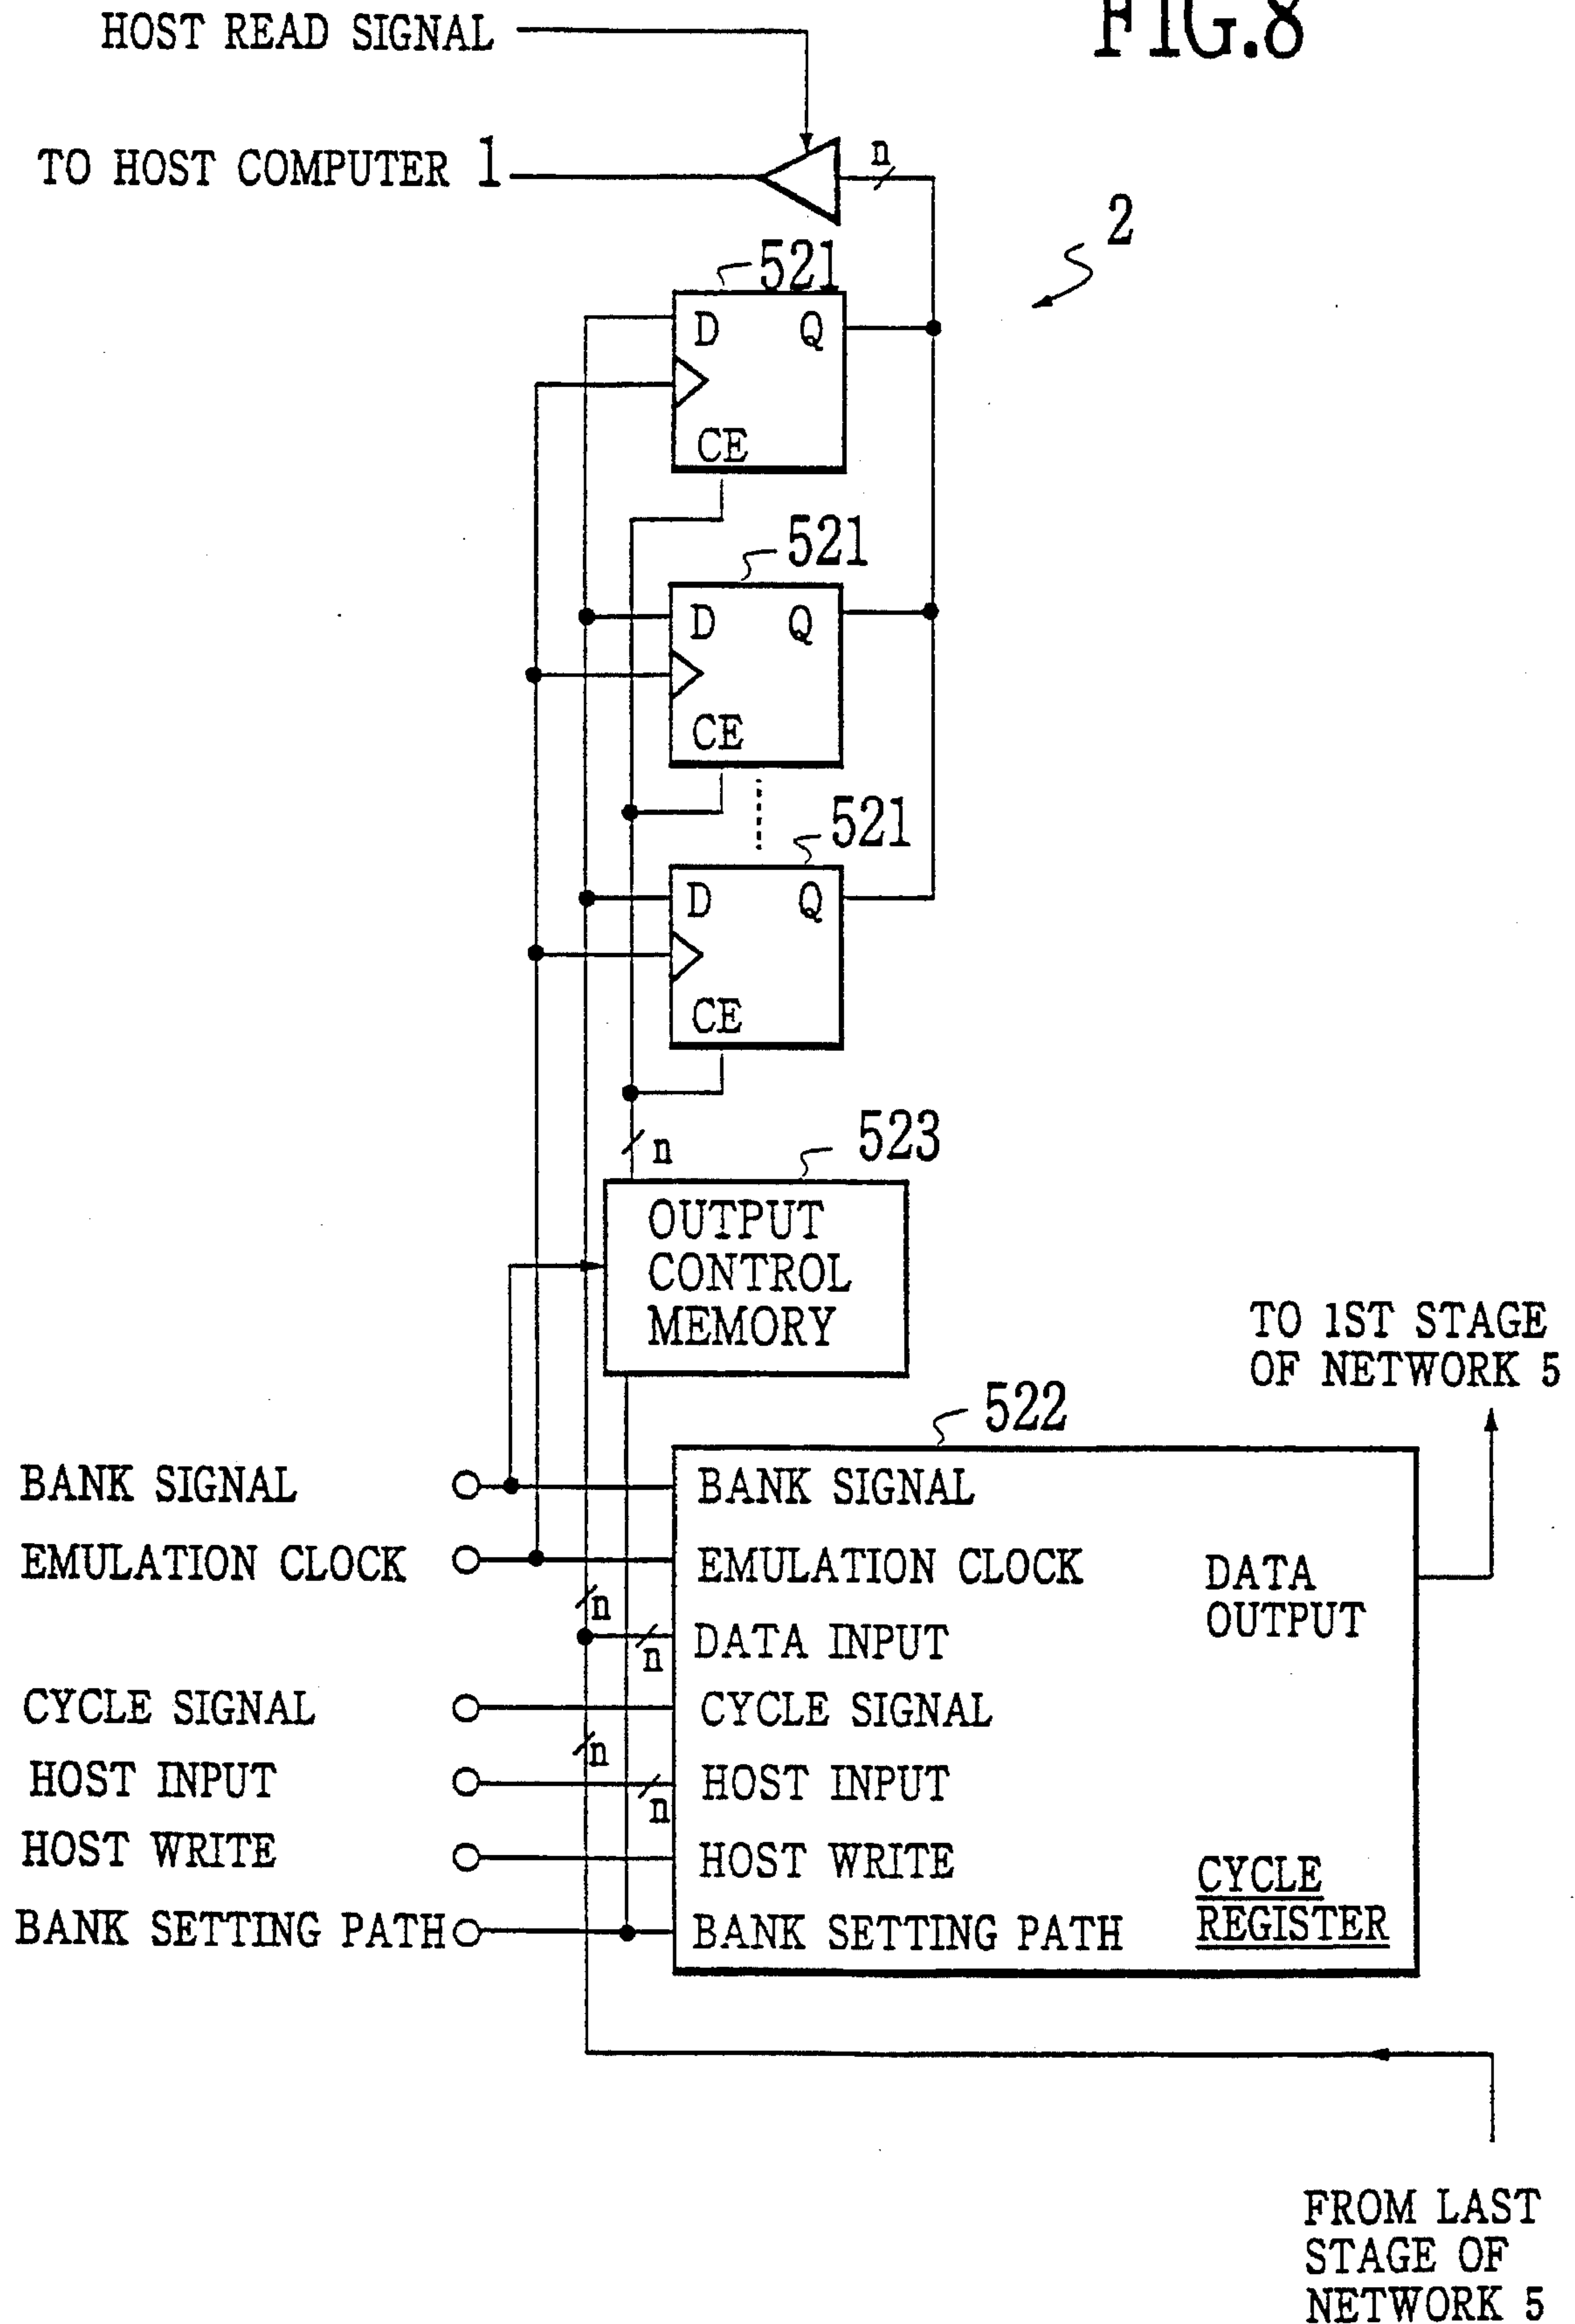 FIG.8
HOST READ SIGNAL
TO HOST COMPUTER 1
n
2
521
D Q
CE
521
D Q
CE
521
D Q
CE
n
523
OUTPUT
CONTROL
MEMORY
TO 1ST STAGE
OF NETWORK 5
522
BANK SIGNAL
BANK SIGNAL
EMULATION CLOCK
EMULATION CLOCK
DATA
OUTPUT
n
DATA INPUT
n
CYCLE SIGNAL
CYCLE SIGNAL
n
HOST INPUT
HOST INPUT
n
HOST WRITE
HOST WRITE
CYCLE
REGISTER
BANK SETTING PATH
BANK SETTING PATH
FROM LAST
STAGE OF
NETWORK 5